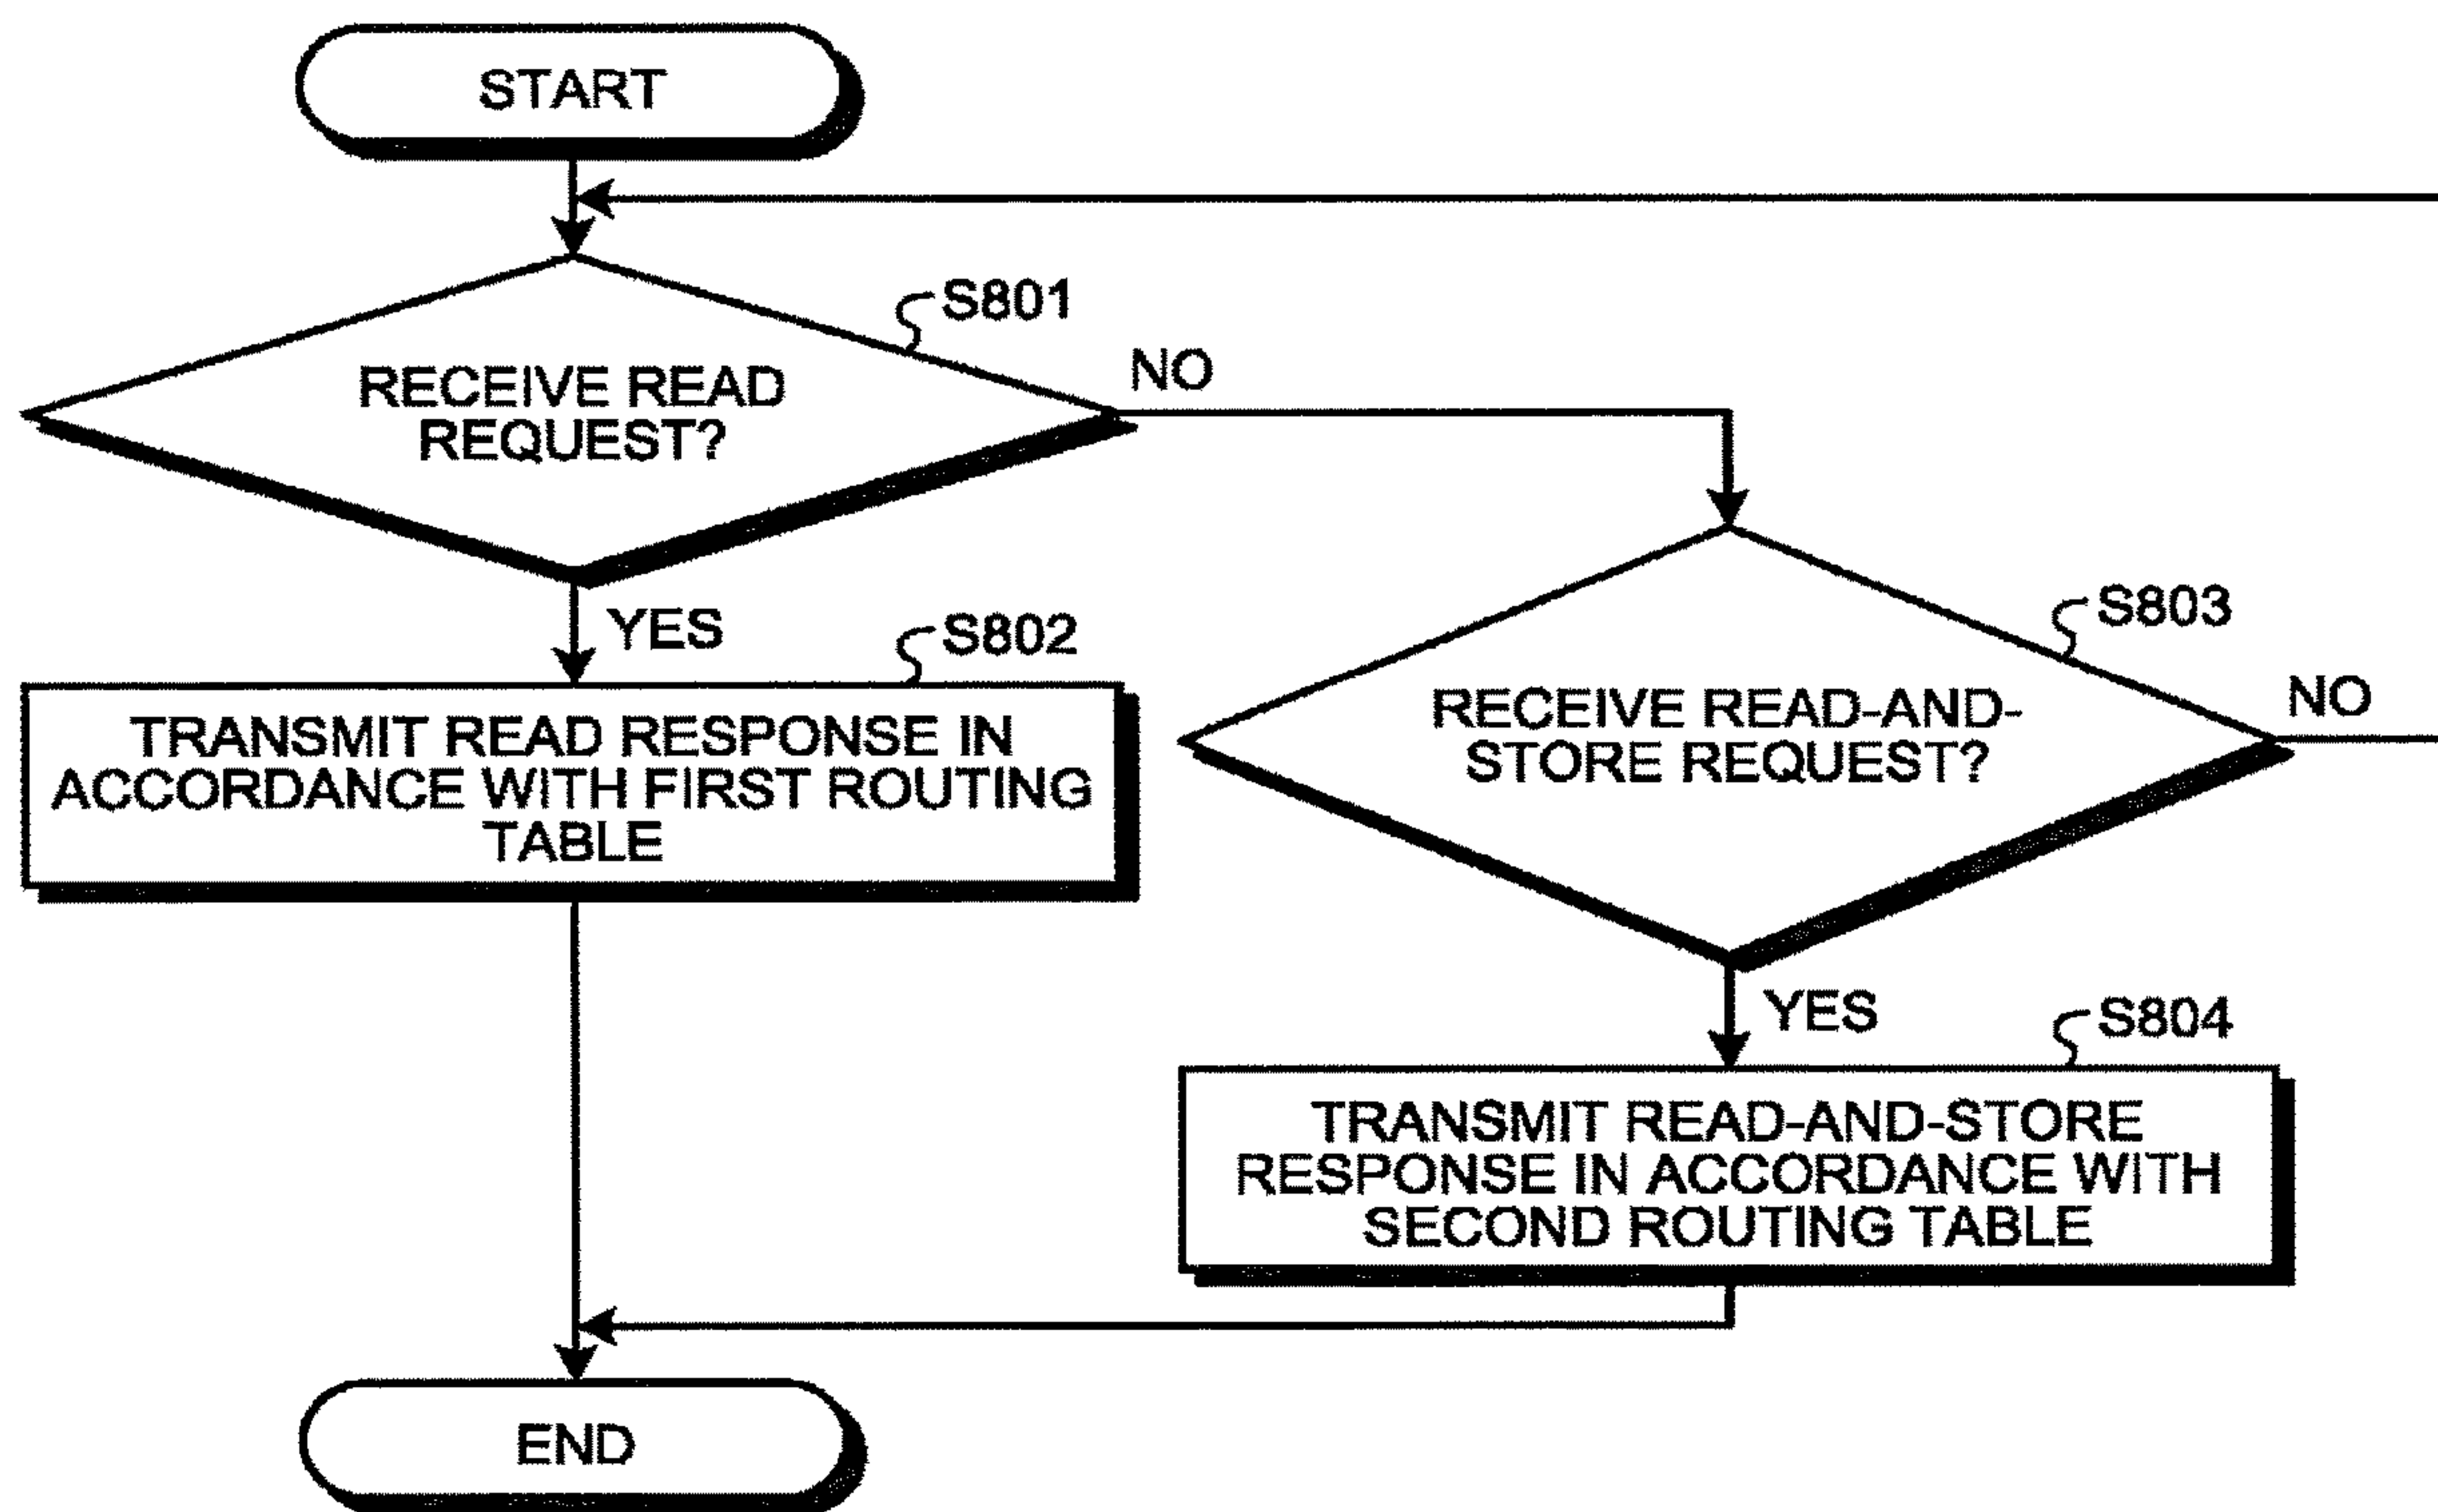 START
S801
RECEIVE READ
REQUEST?
NO
YES
S802
TRANSMIT READ RESPONSE IN
ACCORDANCE WITH FIRST ROUTING
TABLE
S803
RECEIVE READ-AND-
STORE REQUEST?
NO
YES
S804
TRANSMIT READ-AND-STORE
RESPONSE IN ACCORDANCE WITH
SECOND ROUTING TABLE
END